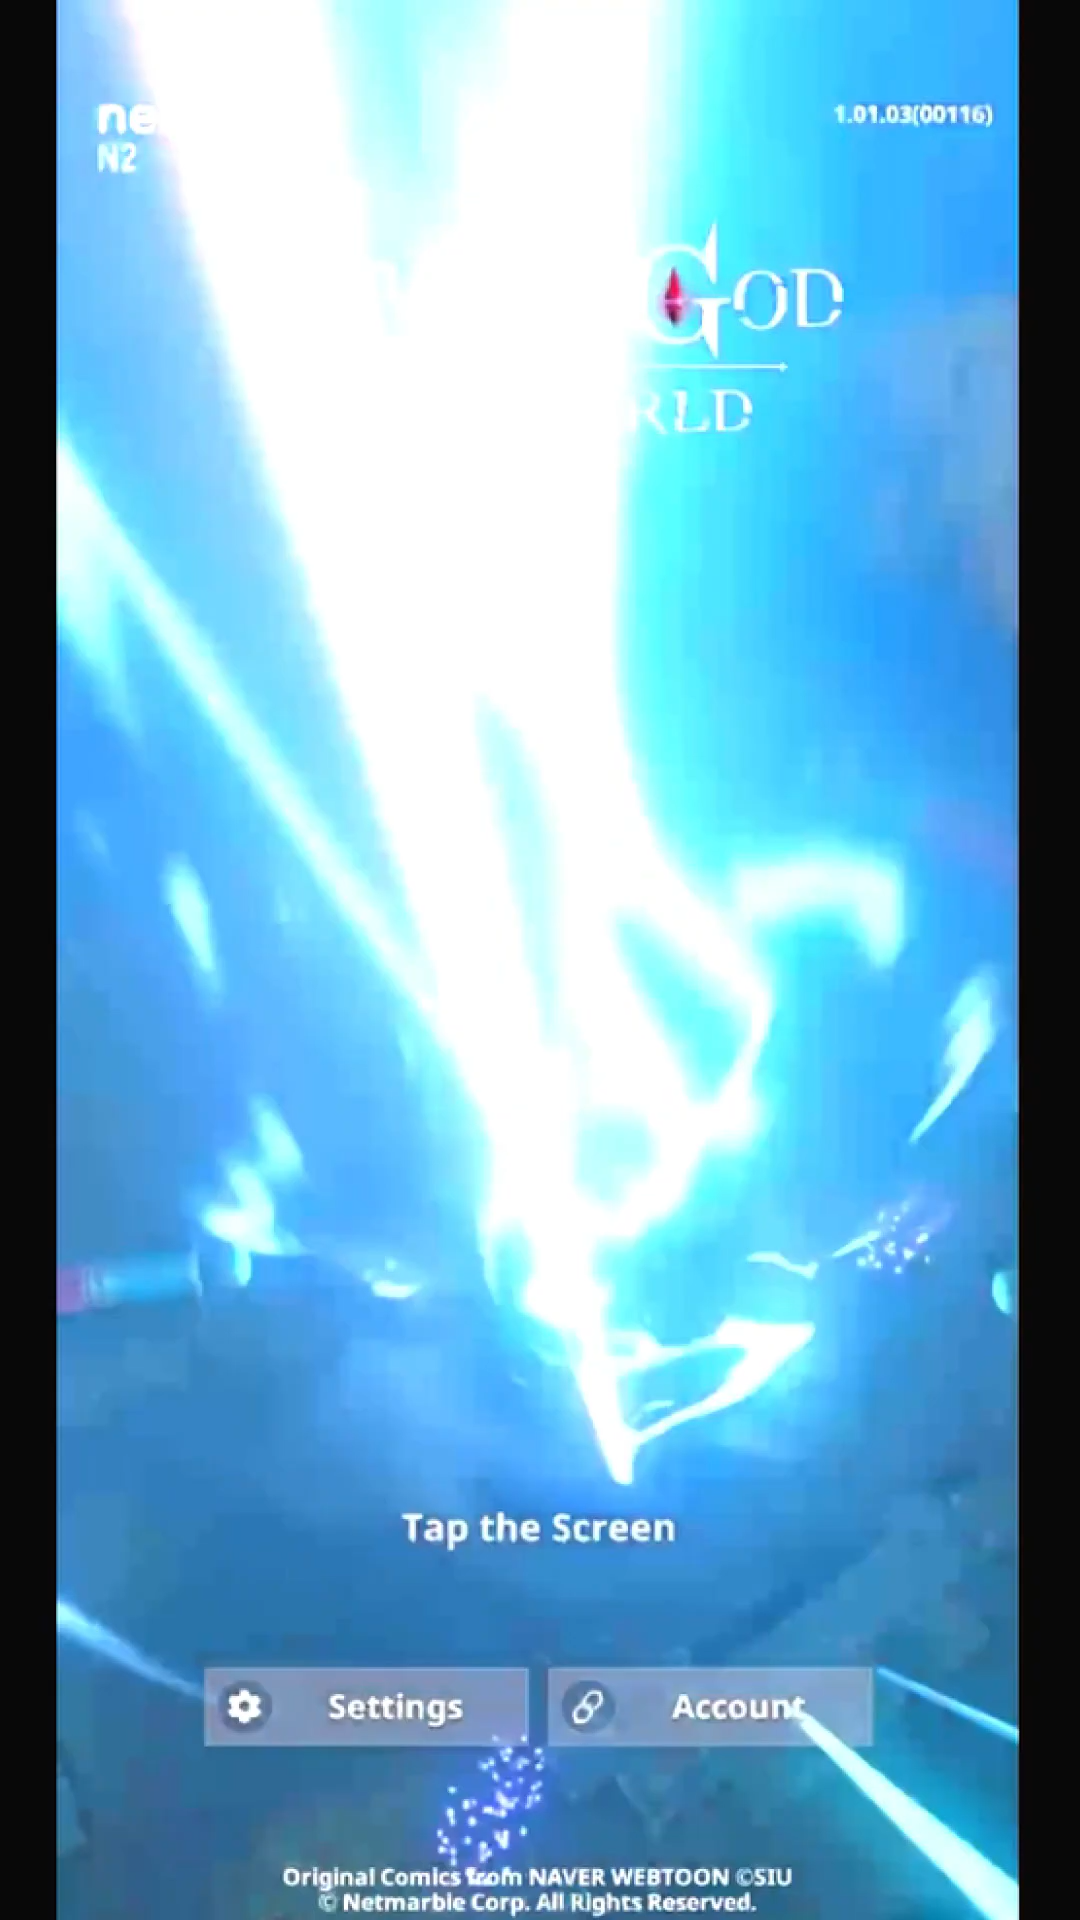 1.01.03(00116)
N2
GOD
RLD
Tap the Screen
Settings
Account
Original Comics from NAVER WEBTOON ©SIU
© Netmarble Corp. All Rights Reserved.